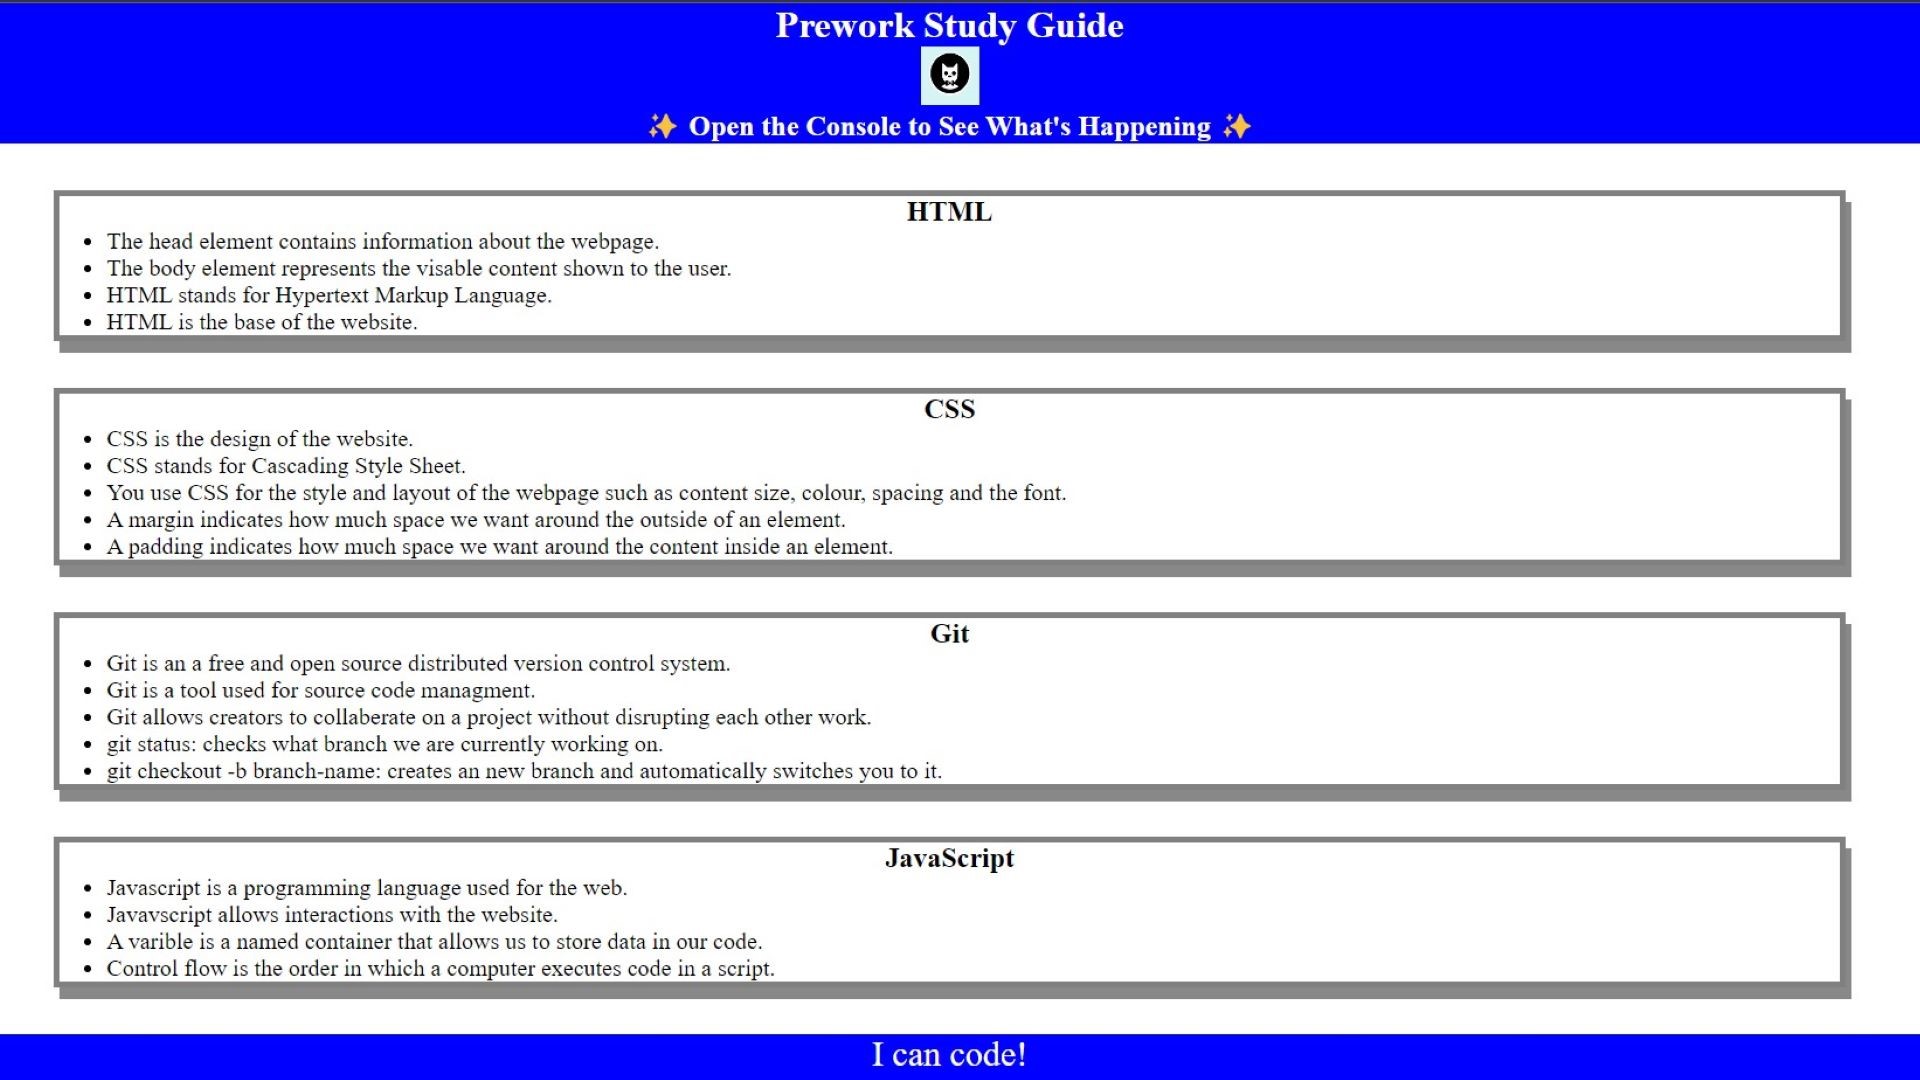 Prework Study Guide
✨ Open the Console to See What's Happening ✨
HTML
• The head element contains information about the webpage.
• The body element represents the visable content shown to the user.
• HTML stands for Hypertext Markup Language.
• HTML is the base of the website.
CSS
• CSS is the design of the website.
• CSS stands for Cascading Style Sheet.
• You use CSS for the style and layout of the webpage such as content size, colour, spacing and the font.
• A margin indicates how much space we want around the outside of an element.
• A padding indicates how much space we want around the content inside an element.
Git
• Git is an a free and open source distributed version control system.
• Git is a tool used for source code managment.
• Git allows creators to collaberate on a project without disrupting each other work.
• git status: checks what branch we are currently working on.
• git checkout -b branch-name: creates an new branch and automatically switches you to it.
JavaScript
• Javascript is a programming language used for the web.
• Javavscript allows interactions with the website.
• A varible is a named container that allows us to store data in our code.
• Control flow is the order in which a computer executes code in a script.
I can code!